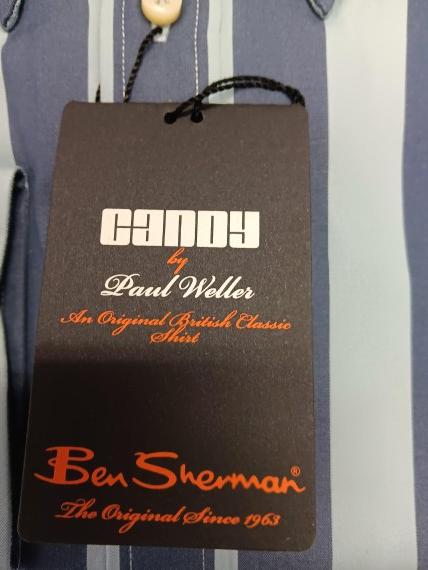 CANDY
by
Paul Weller
An Original British Classic
Shirt
Ben Sherman®
The Original Since 1963